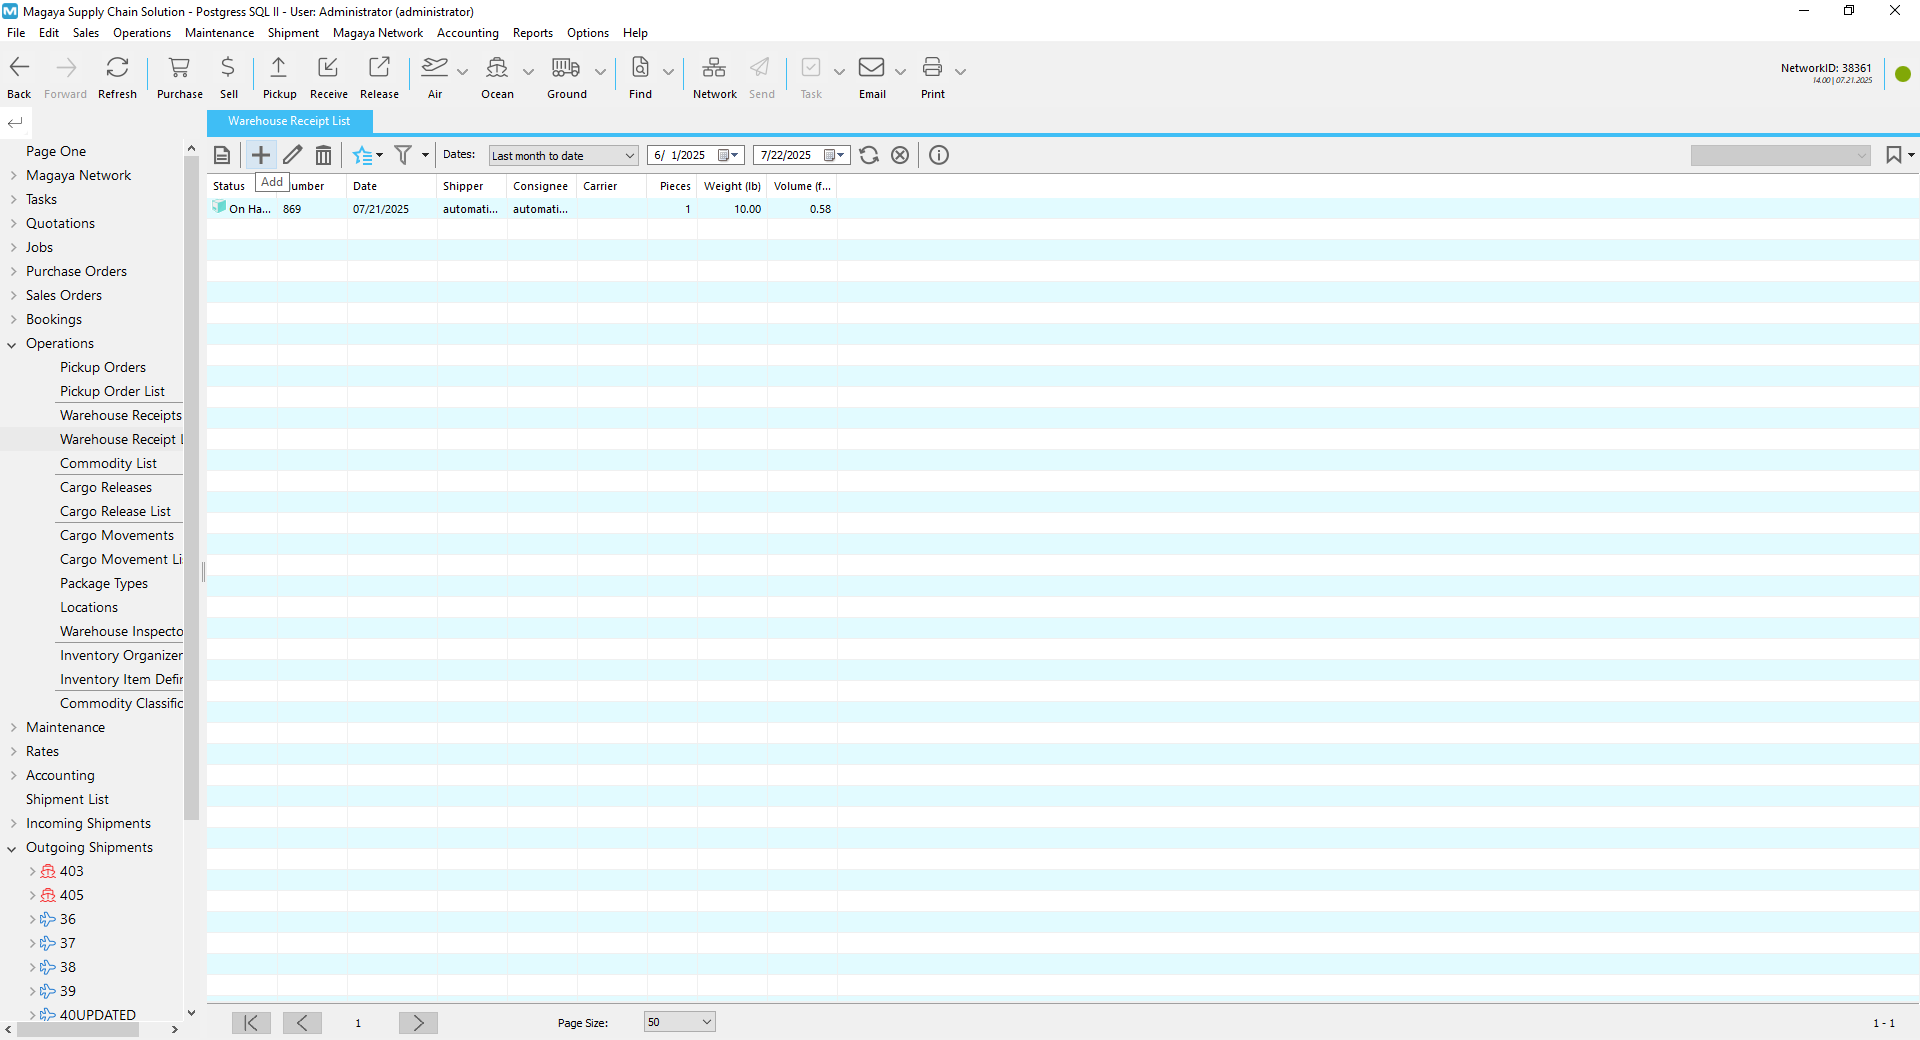 Magaya Supply Chain Solution - Postgress SQL II - User: Administrator (administrator)
File Edit Sales Operations Maintenance Shipment Magaya Network Accounting Reports Options Help
Back Forward Refresh Purchase Sell Pickup Receive Release Air Ocean Ground Find Network Send Task Email Print
NetworkID: 38361
14.00 | 07.21.2025
Warehouse Receipt List
Dates: Last month to date 6/ 1/2025 7/22/2025
Add
Status umber Date Shipper Consignee Carrier Pieces Weight (lb) Volume (f...
On Ha... 869 07/21/2025 automati... automati... 1 10.00 0.58
Page One
Magaya Network
Tasks
Quotations
Jobs
Purchase Orders
Sales Orders
Bookings
Operations
Pickup Orders
Pickup Order List
Warehouse Receipts
Warehouse Receipt L
Commodity List
Cargo Releases
Cargo Release List
Cargo Movements
Cargo Movement Li
Package Types
Locations
Warehouse Inspecto
Inventory Organizer
Inventory Item Defin
Commodity Classific
Maintenance
Rates
Accounting
Shipment List
Incoming Shipments
Outgoing Shipments
403
405
36
37
38
39
40UPDATED
1 Page Size: 50 1 - 1